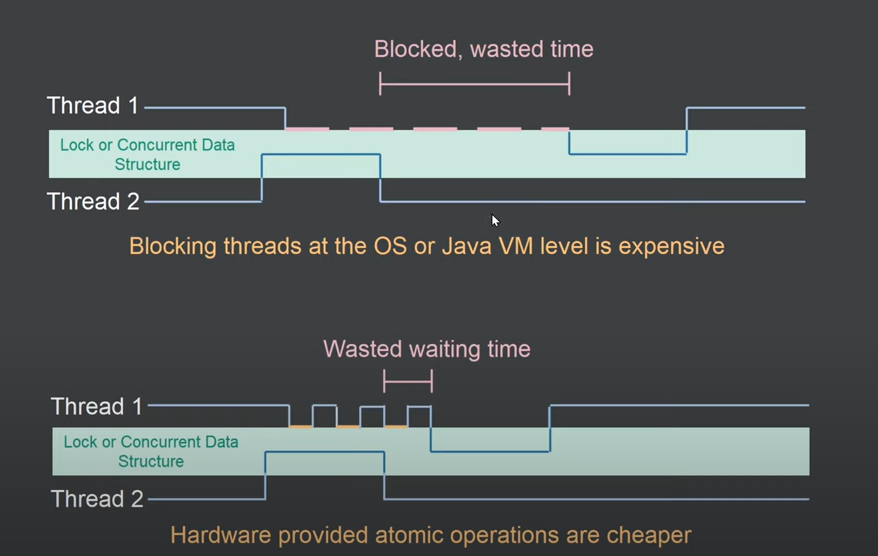 Blocked, wasted time
Thread 1
Lock or Concurrent Data
Structure
Thread 2
Blocking threads at the OS or Java VM level is expensive
Wasted waiting time
Thread 1
Lock or Concurrent Data
Structure
Thread 2
Hardware provided atomic operations are cheaper